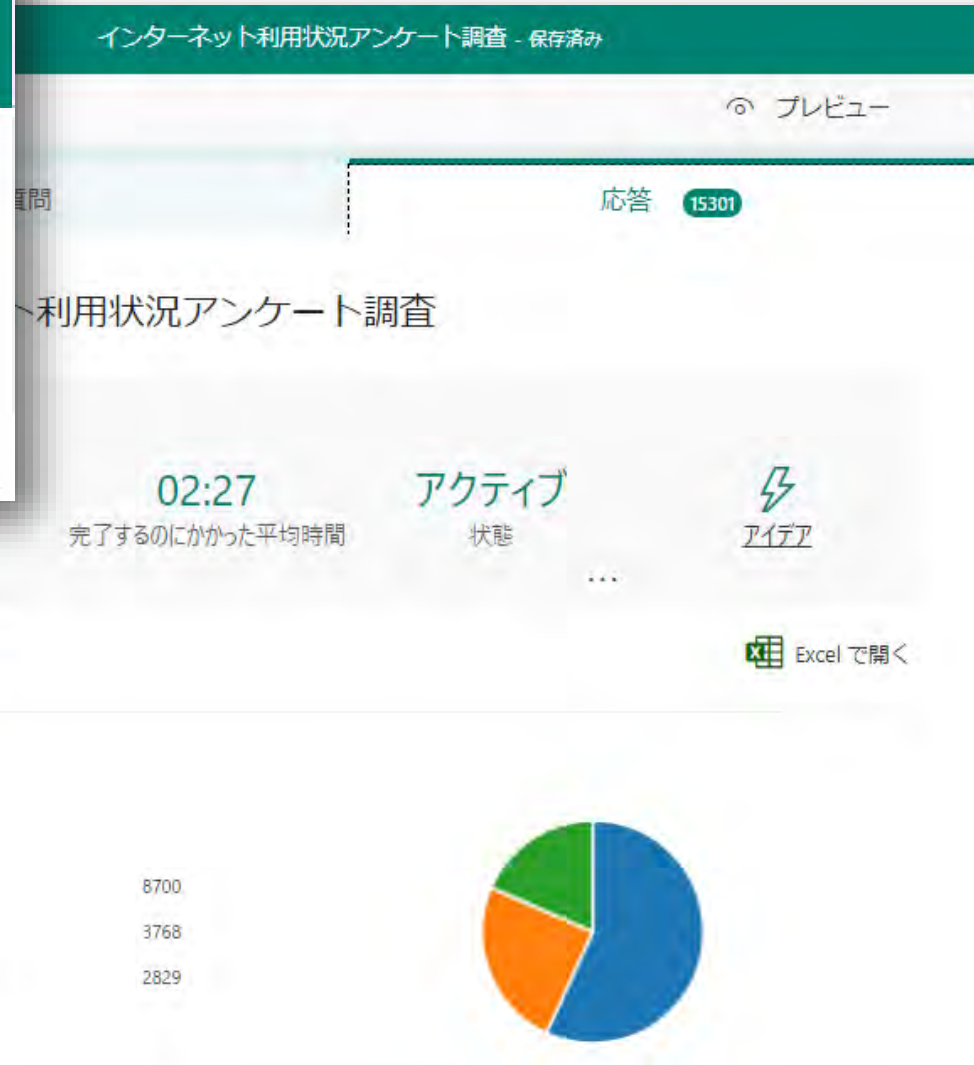 インターネット利用状況アンケート調査 - 保存済み
プレビュー
質問
応答 15301
ト利用状況アンケート調査
02:27
完了するのにかかった平均時間
アクティブ
状態
アイデア
...
Excel で開く
8700
3768
2829